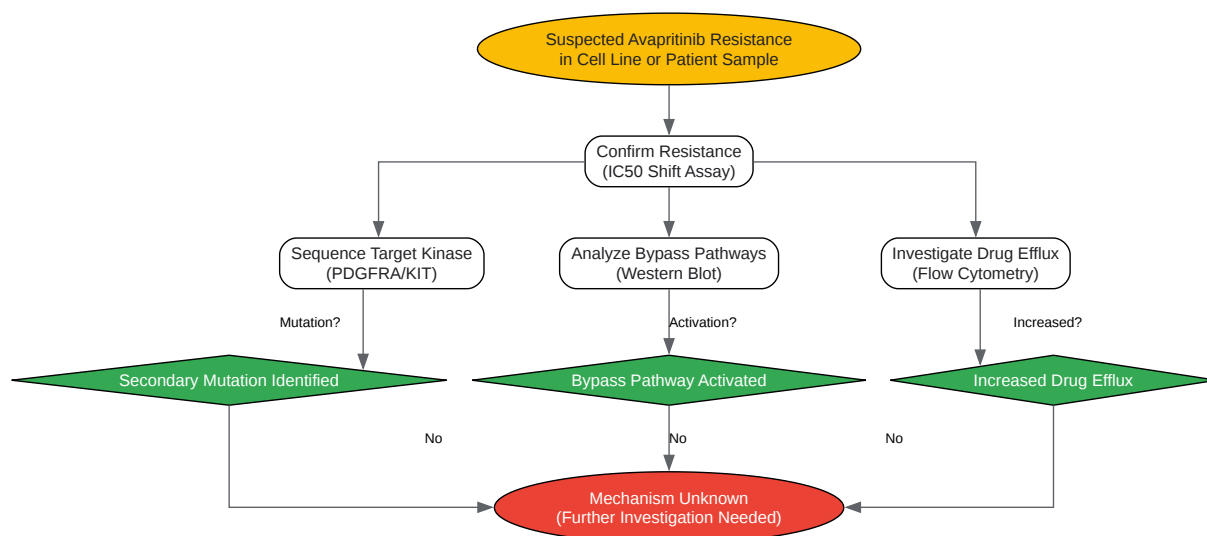 Suspected Avapritinib Resistance
in Cell Line or Patient Sample
Confirm Resistance
(IC50 Shift Assay)
Sequence Target Kinase
(PDGFRA/KIT)
Analyze Bypass Pathways
(Western Blot)
Investigate Drug Efflux
(Flow Cytometry)
Mutation?
Activation?
Increased?
Secondary Mutation Identified
Bypass Pathway Activated
Increased Drug Efflux
No
No
No
Mechanism Unknown
(Further Investigation Needed)